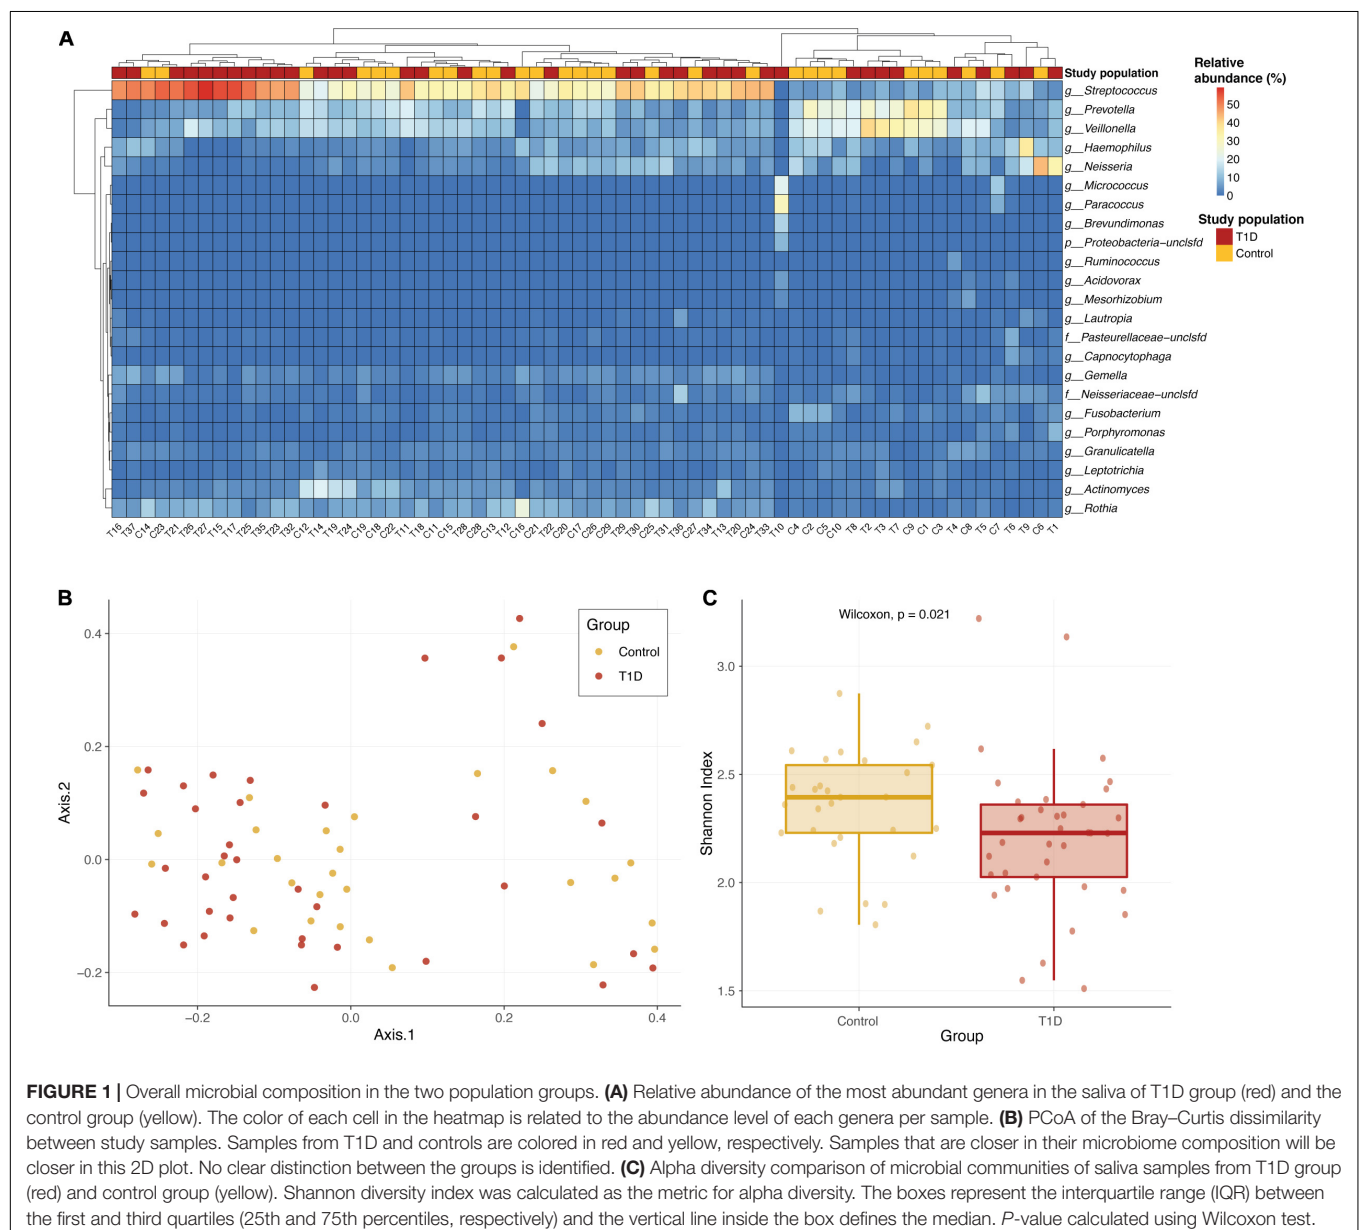 A
Study population
g__Streptococcus
g__Prevotella
g__Veillonella
g__Haemophilus
g__Neisseria
g__Micrococcus
g__Paracoccus
g__Brevundimonas
p__Proteobacteria-unclsfd
g__Ruminococcus
g__Acidovorax
g__Mesorhizobium
g__Lautropia
f__Pasteurellaceae-unclsfd
g__Capnocytophaga
g__Gemella
f__Neisseriaceae-unclsfd
g__Fusobacterium
g__Porphyromonas
g__Granulicatella
g__Leptotrichia
g__Actinomyces
g__Rothia
Relative
abundance (%)
50
40
30
20
10
0
Study population
T1D
Control
T16 T37 C14 C23 T21 T26 T27 T15 T17 T25 T35 T23 T32 C12 T14 T19 T24 C19 C18 C22 T11 T18 C11 C15 T28 C28 C13 T12 C16 C21 T22 C20 C17 C26 C29 T29 T30 C25 T31 T36 C27 T34 T13 T20 C24 T33 T10 C4 C2 C5 C10 T8 T2 T3 T7 C9 C1 C3 T4 C8 T5 C7 T6 T9 C6 T1
B
Axis.2
0.4
0.2
0.0
−0.2
−0.2 0.0 0.2 0.4
Axis.1
Group
Control
T1D
C
Wilcoxon, p = 0.021
Shannon Index
3.0
2.5
2.0
1.5
Control T1D
Group
FIGURE 1 | Overall microbial composition in the two population groups. (A) Relative abundance of the most abundant genera in the saliva of T1D group (red) and the
control group (yellow). The color of each cell in the heatmap is related to the abundance level of each genera per sample. (B) PCoA of the Bray–Curtis dissimilarity
between study samples. Samples from T1D and controls are colored in red and yellow, respectively. Samples that are closer in their microbiome composition will be
closer in this 2D plot. No clear distinction between the groups is identified. (C) Alpha diversity comparison of microbial communities of saliva samples from T1D group
(red) and control group (yellow). Shannon diversity index was calculated as the metric for alpha diversity. The boxes represent the interquartile range (IQR) between
the first and third quartiles (25th and 75th percentiles, respectively) and the vertical line inside the box defines the median. P-value calculated using Wilcoxon test.